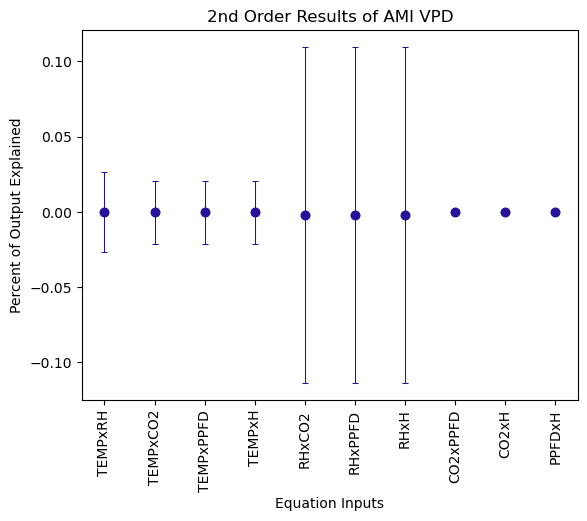 2nd Order Results of AMI VPD
Percent of Output Explained
0.10
0.05
0.00
−0.05
−0.10
TEMPxRH
TEMPxCO2
TEMPxPPFD
TEMPxH
RHxCO2
RHxPPFD
RHxH
CO2xPPFD
CO2xH
PPFDxH
Equation Inputs